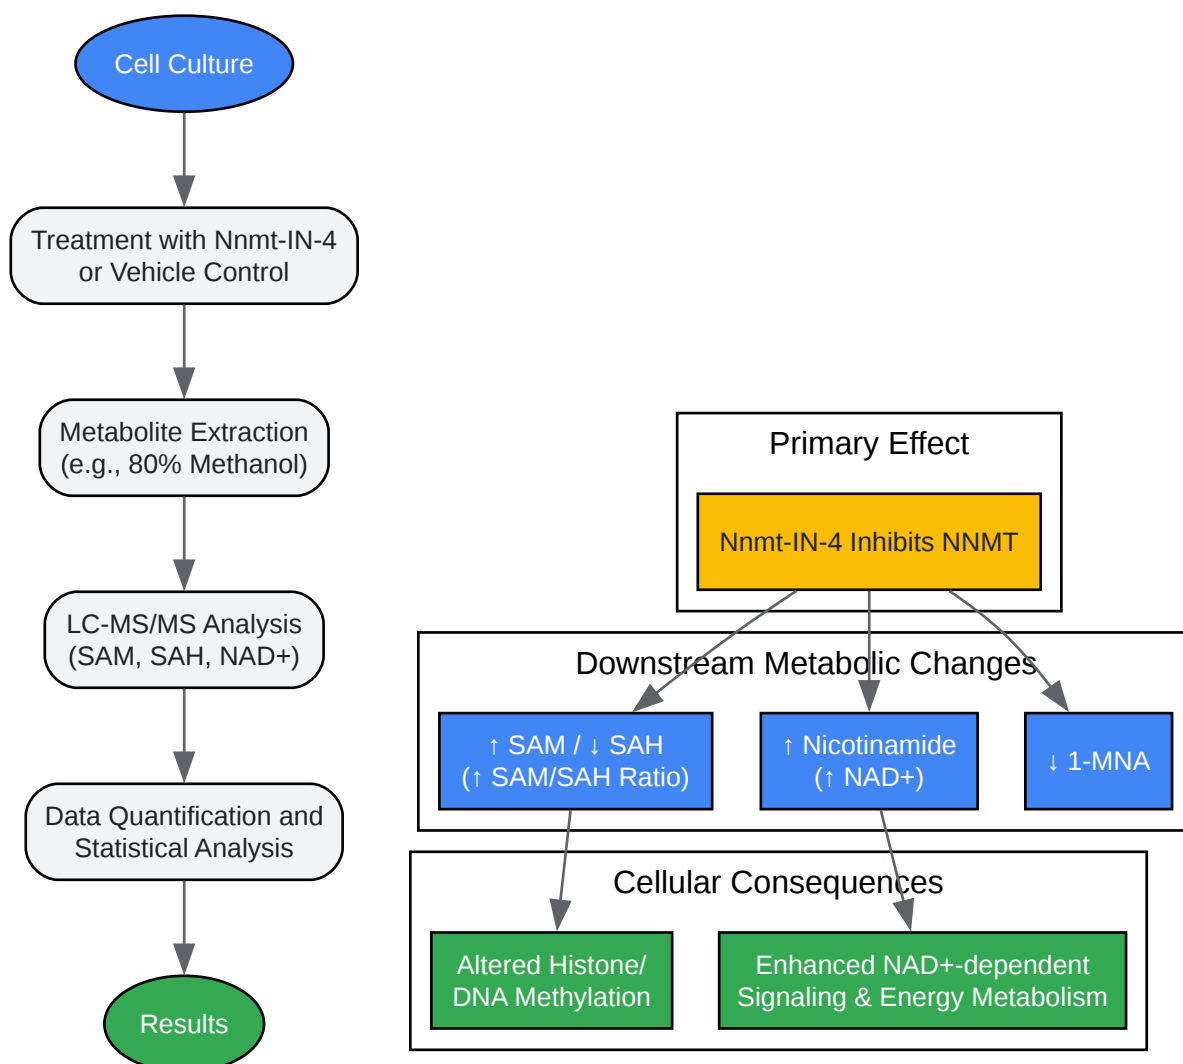 Cell Culture
Treatment with Nnmt-IN-4
or Vehicle Control
Metabolite Extraction
(e.g., 80% Methanol)
LC-MS/MS Analysis
(SAM, SAH, NAD+)
Data Quantification and
Statistical Analysis
Results
Primary Effect
Nnmt-IN-4 Inhibits NNMT
Downstream Metabolic Changes
↑ SAM / ↓ SAH
(↑ SAM/SAH Ratio)
↑ Nicotinamide
(↑ NAD+)
↓ 1-MNA
Cellular Consequences
Altered Histone/
DNA Methylation
Enhanced NAD+-dependent
Signaling & Energy Metabolism